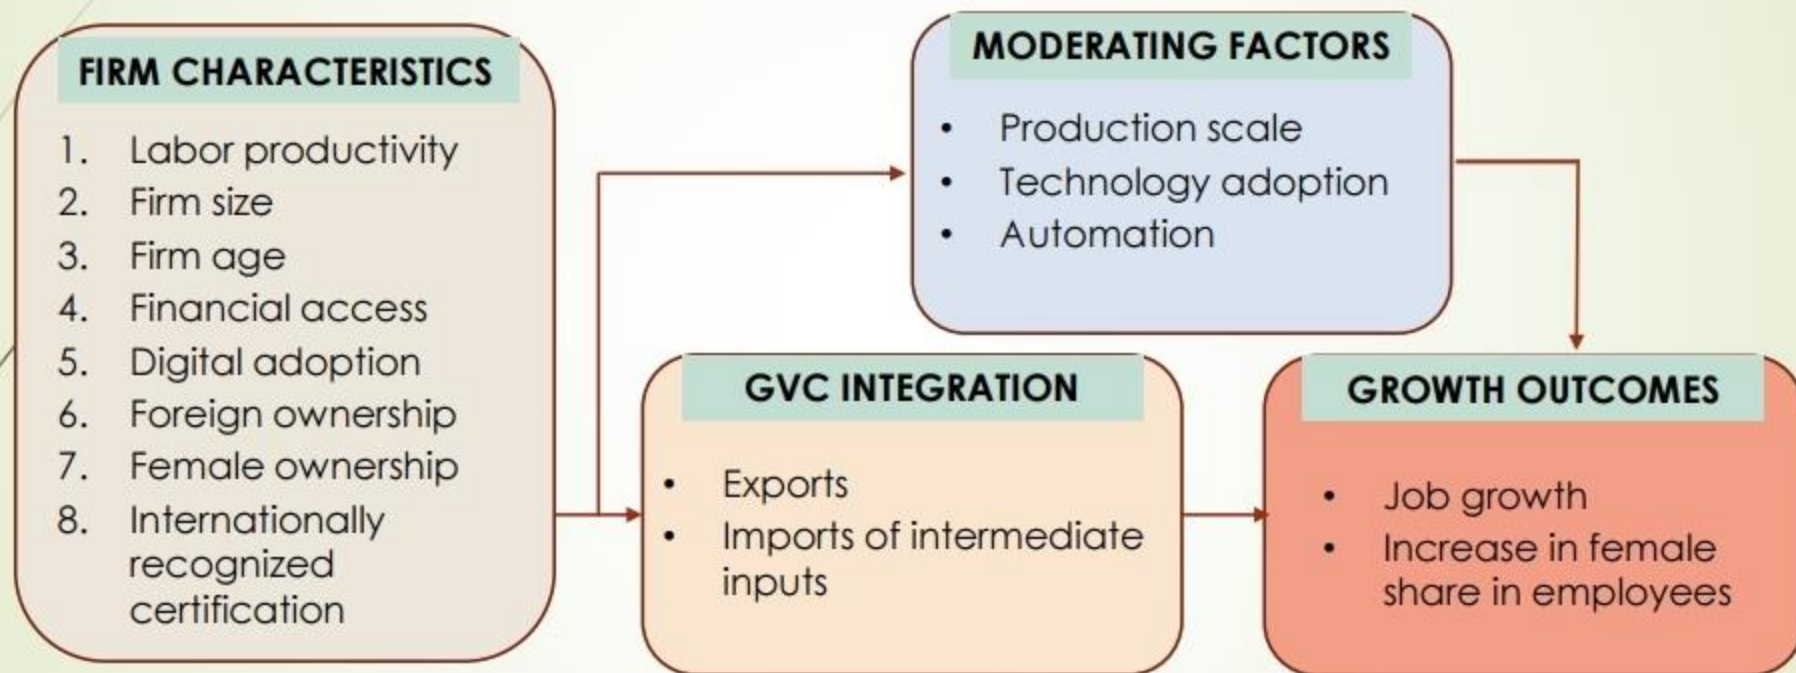 FIRM CHARACTERISTICS
1. Labor productivity
2. Firm size
3. Firm age
4. Financial access
5. Digital adoption
6. Foreign ownership
7. Female ownership
8. Internationally
recognized
certification
MODERATING FACTORS
• Production scale
• Technology adoption
• Automation
GVC INTEGRATION
• Exports
• Imports of intermediate
inputs
GROWTH OUTCOMES
• Job growth
• Increase in female
share in employees